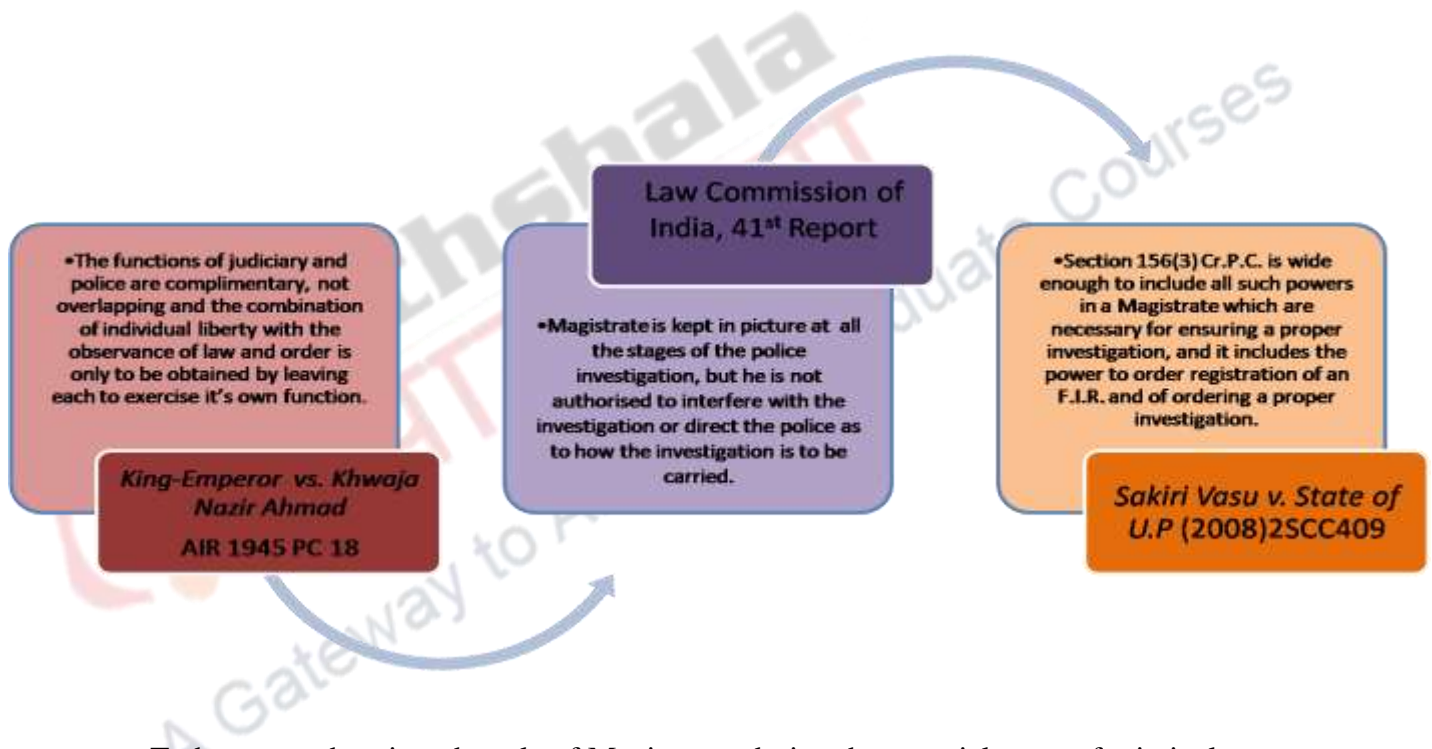 •The functions of judiciary and
police are complimentary, not
overlapping and the combination
of individual liberty with the
observance of law and order is
only to be obtained by leaving
each to exercise it's own function.
King-Emperor vs. Khwaja
Nazir Ahmad
AIR 1945 PC 18
Law Commission of
India, 41st Report
•Magistrate is kept in picture at all
the stages of the police
investigation, but he is not
authorised to interfere with the
investigation or direct the police as
to how the investigation is to be
carried.
•Section 156(3) Cr.P.C. is wide
enough to include all such powers
in a Magistrate which are
necessary for ensuring a proper
investigation, and it includes the
power to order registration of an
F.I.R. and of ordering a proper
investigation.
Sakiri Vasu v. State of
U.P (2008)2SCC409
A Gateway to A
duate Courses